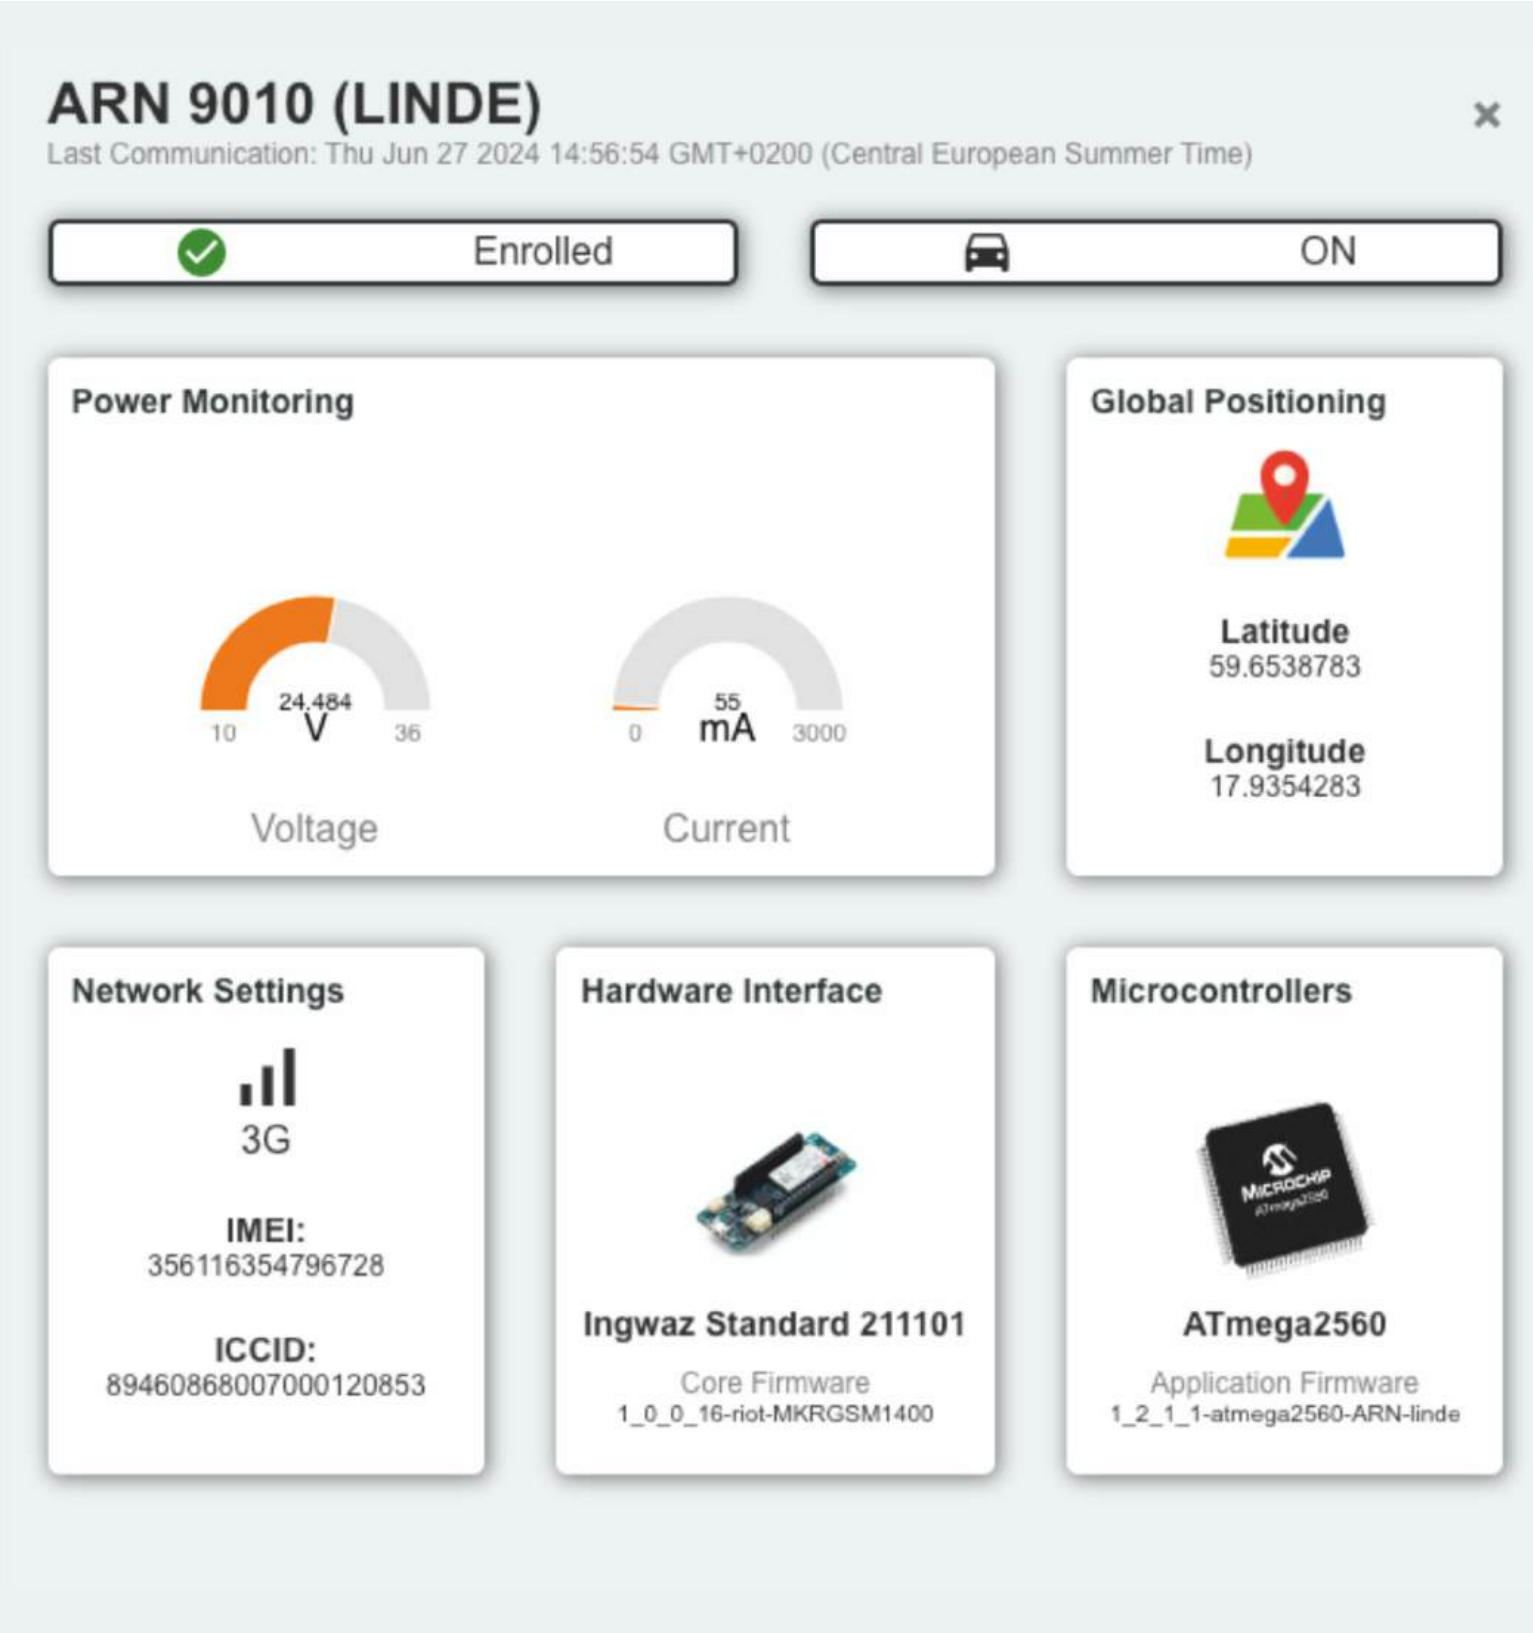 ARN 9010 (LINDE)
Last Communication: Thu Jun 27 2024 14:56:54 GMT+0200 (Central European Summer Time)
Enrolled
ON
Power Monitoring
24.484
V
10
36
Voltage
55
mA
0
3000
Current
Global Positioning
Latitude
59.6538783
Longitude
17.9354283
Network Settings
3G
IMEI:
356116354796728
ICCID:
89460868007000120853
Hardware Interface
Ingwaz Standard 211101
Core Firmware
1_0_0_16-riot-MKRGSM1400
Microcontrollers
MICROCHIP
ATmega2560
ATmega2560
Application Firmware
1_2_1_1-atmega2560-ARN-linde